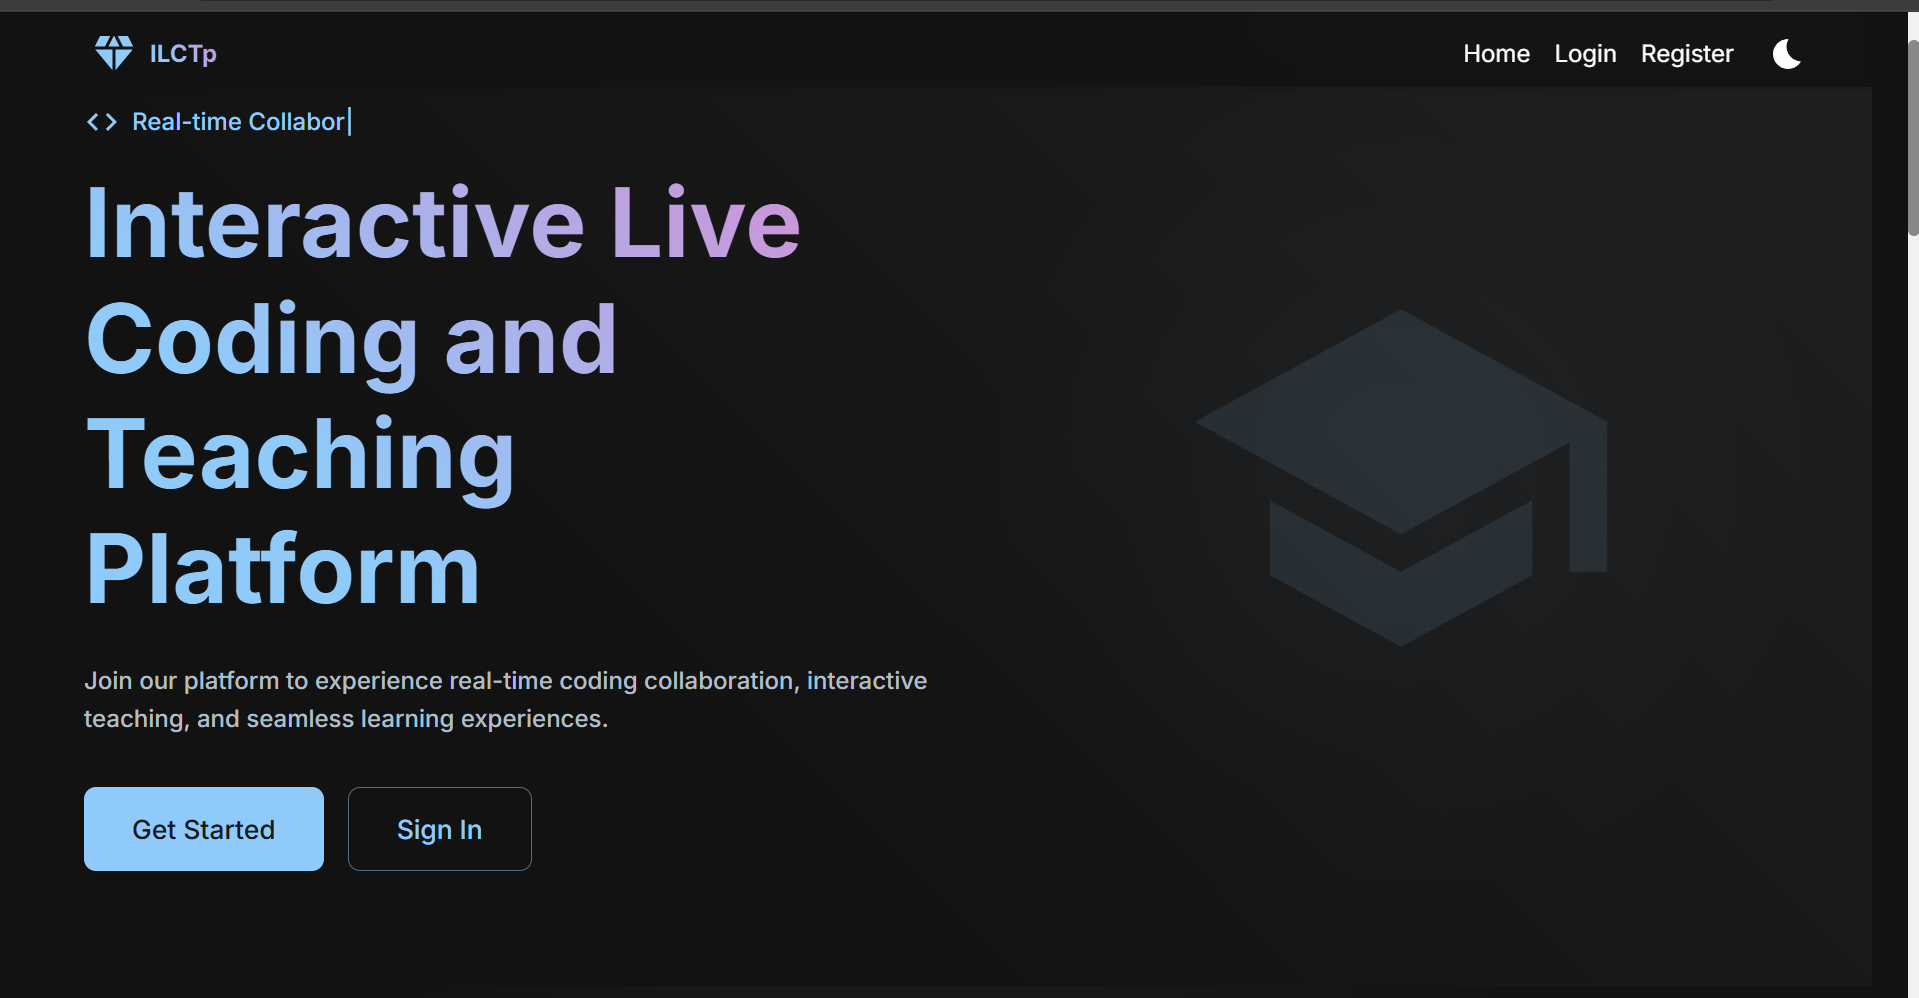 ILCTp
Home Login Register
Real-time Collabor
Interactive Live
Coding and
Teaching
Platform
Join our platform to experience real-time coding collaboration, interactive
teaching, and seamless learning experiences.
Get Started Sign In